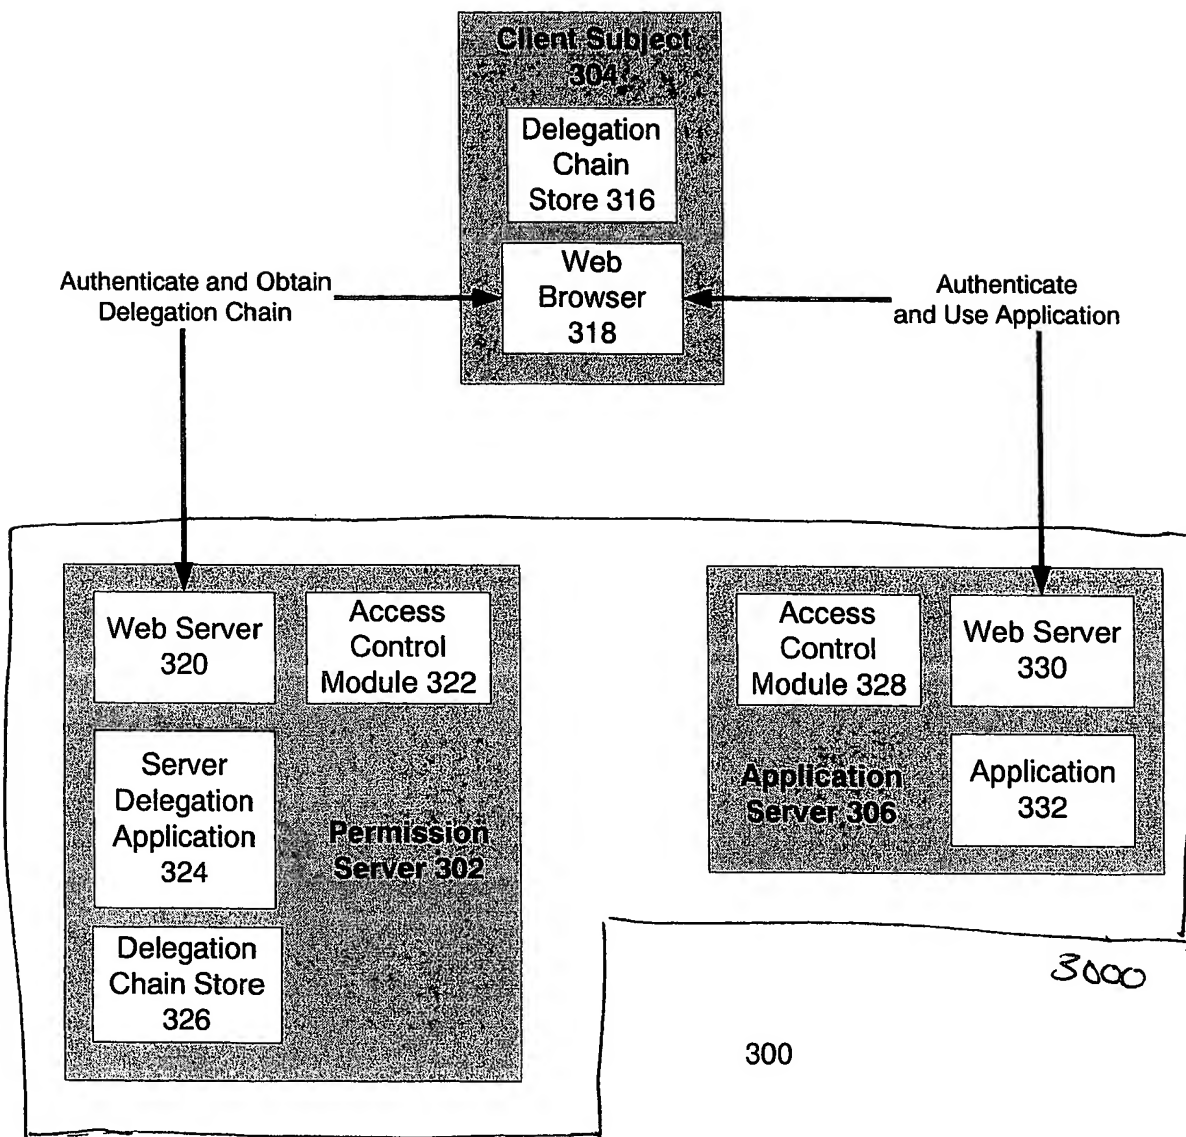 Client Subject
304
Delegation
Chain
Store 316
Web
Browser
318
Authenticate and Obtain
Delegation Chain
Authenticate
and Use Application
Web Server
320
Access
Control
Module 322
Server
Delegation
Application
324
Permission
Server 302
Delegation
Chain Store
326
Access
Control
Module 328
Web Server
330
Application
Server 306
Application
332
3000
300